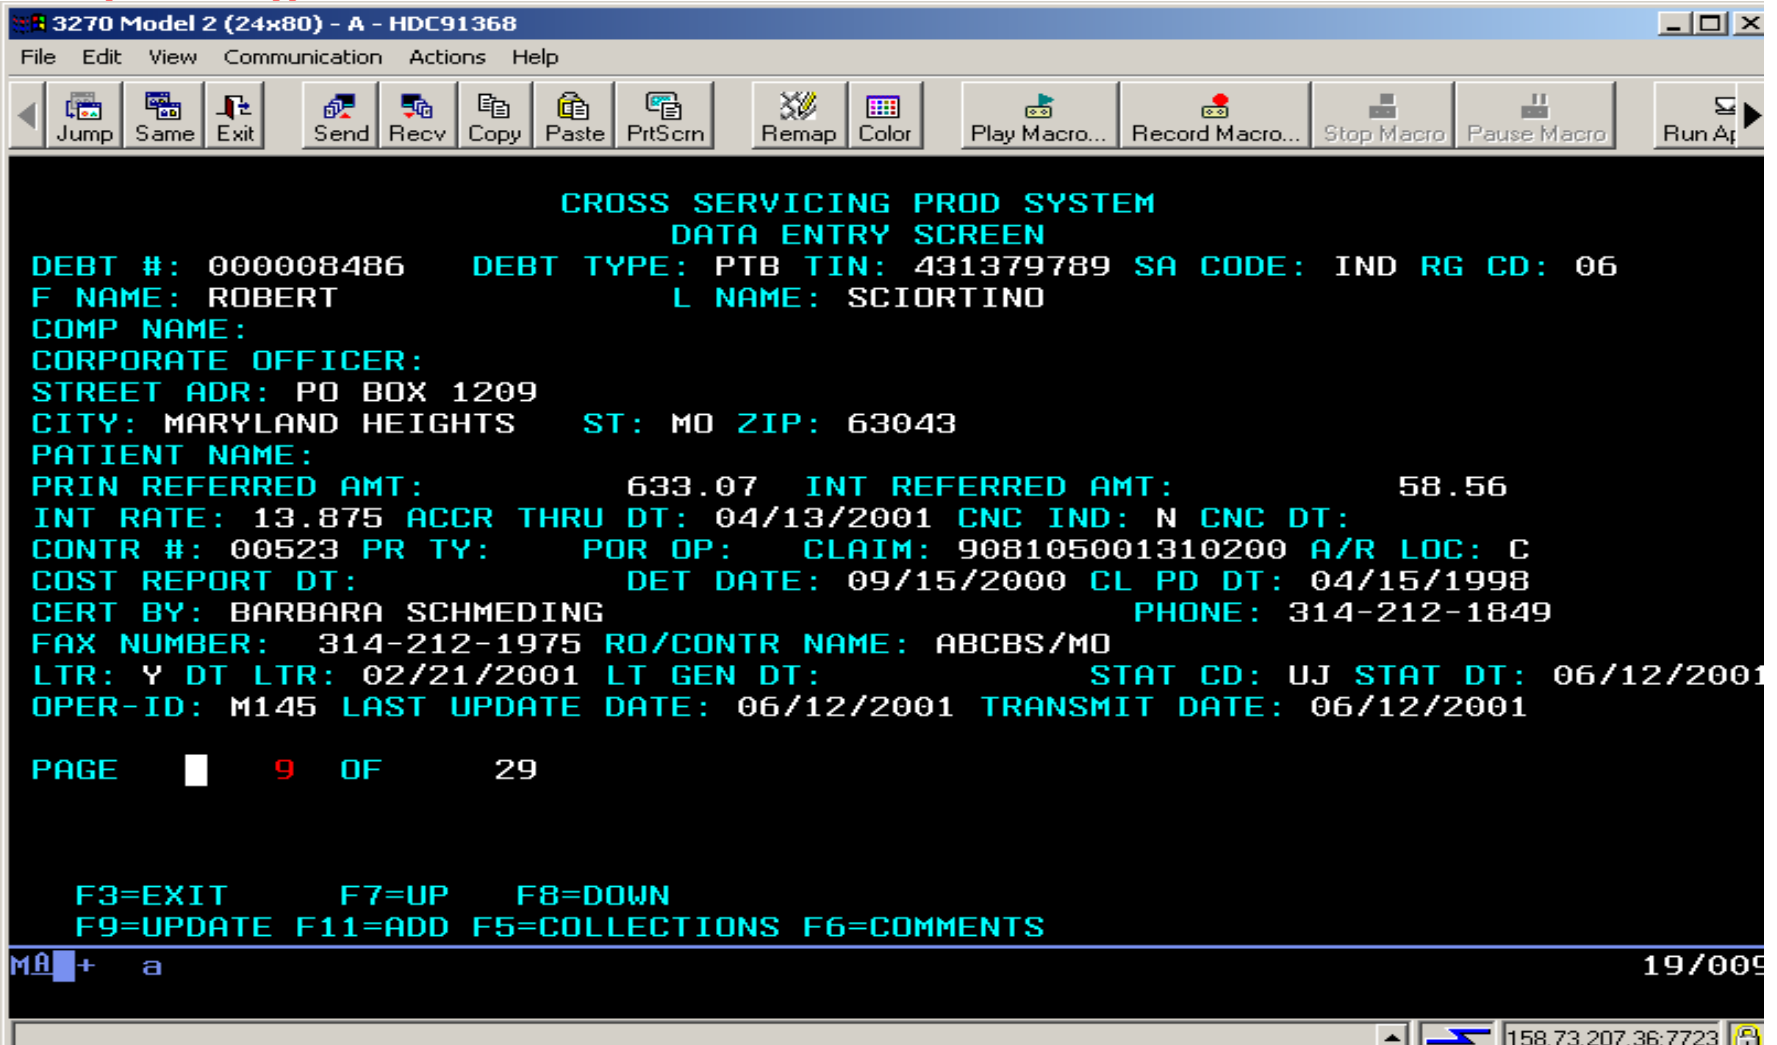 3270 Model 2 (24x80) - A - HDC91368
File Edit View Communication Actions Help
Jump Same Exit Send Recv Copy Paste PrtScrn Remap Color Play Macro... Record Macro... Stop Macro Pause Macro Run
CROSS SERVICING PROD SYSTEM
DATA ENTRY SCREEN
DEBT #: 000008486 DEBT TYPE: PTB TIN: 431379789 SA CODE: IND RG CD: 06
F NAME: ROBERT L NAME: SCIORTINO
COMP NAME:
CORPORATE OFFICER:
STREET ADR: PO BOX 1209
CITY: MARYLAND HEIGHTS ST: MO ZIP: 63043
PATIENT NAME:
PRIN REFERRED AMT: 633.07 INT REFERRED AMT: 58.56
INT RATE: 13.875 ACCR THRU DT: 04/13/2001 CNC IND: N CNC DT:
CONTR #: 00523 PR TY: POR OP: CLAIM: 908105001310200 A/R LOC: C
COST REPORT DT: DET DATE: 09/15/2000 CL PD DT: 04/15/1998
CERT BY: BARBARA SCHMEDING PHONE: 314-212-1849
FAX NUMBER: 314-212-1975 RO/CONTR NAME: ABCBS/MO
LTR: Y DT LTR: 02/21/2001 LT GEN DT: STAT CD: UJ STAT DT: 06/12/2001
OPER-ID: M145 LAST UPDATE DATE: 06/12/2001 TRANSMIT DATE: 06/12/2001
PAGE 9 OF 29
F3=EXIT F7=UP F8=DOWN
F9=UPDATE F11=ADD F5=COLLECTIONS F6=COMMENTS
MA + a 19/009
158.73.207.36:7723